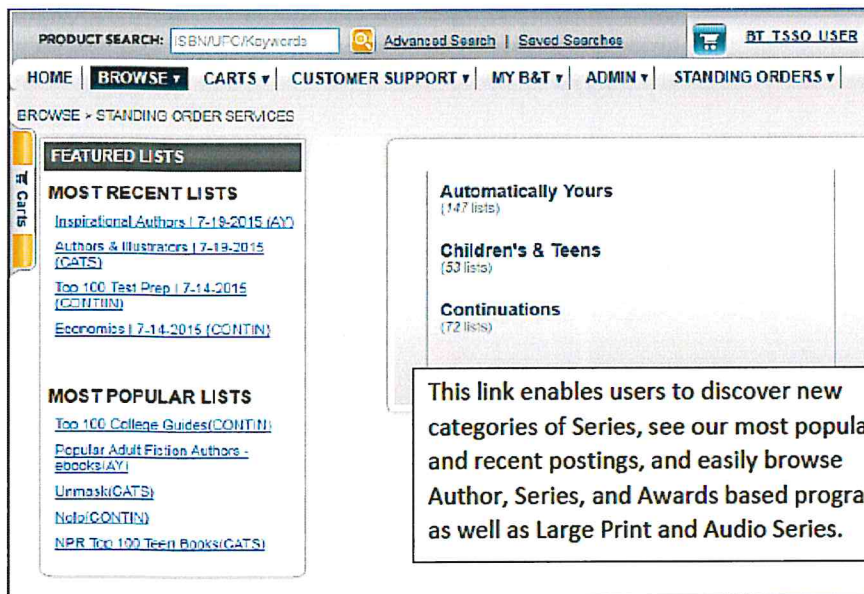 PRODUCT SEARCH: ISBN/UPC/Keywords Advanced Search | Saved Searches BT_TSSO_USER
HOME BROWSE ▾ CARTS ▾ CUSTOMER SUPPORT ▾ MY B&T ▾ ADMIN ▾ STANDING ORDERS ▾
BROWSE > STANDING ORDER SERVICES
Carts
FEATURED LISTS
MOST RECENT LISTS
Inspirational Authors | 7-19-2015 (AY)
Authors & Illustrators | 7-19-2015
(CATS)
Top 100 Test Prep | 7-14-2015
(CONTIN)
Economics | 7-14-2015 (CONTIN)
MOST POPULAR LISTS
Top 100 College Guides(CONTIN)
Popular Adult Fiction Authors -
ebooks(AY)
Unmask(CATS)
Nolo(CONTIN)
NPR Top 100 Teen Books(CATS)
Automatically Yours
(147 lists)
Children's & Teens
(53 lists)
Continuations
(72 lists)
This link enables users to discover new
categories of Series, see our most popula
and recent postings, and easily browse
Author, Series, and Awards based progra
as well as Large Print and Audio Series.